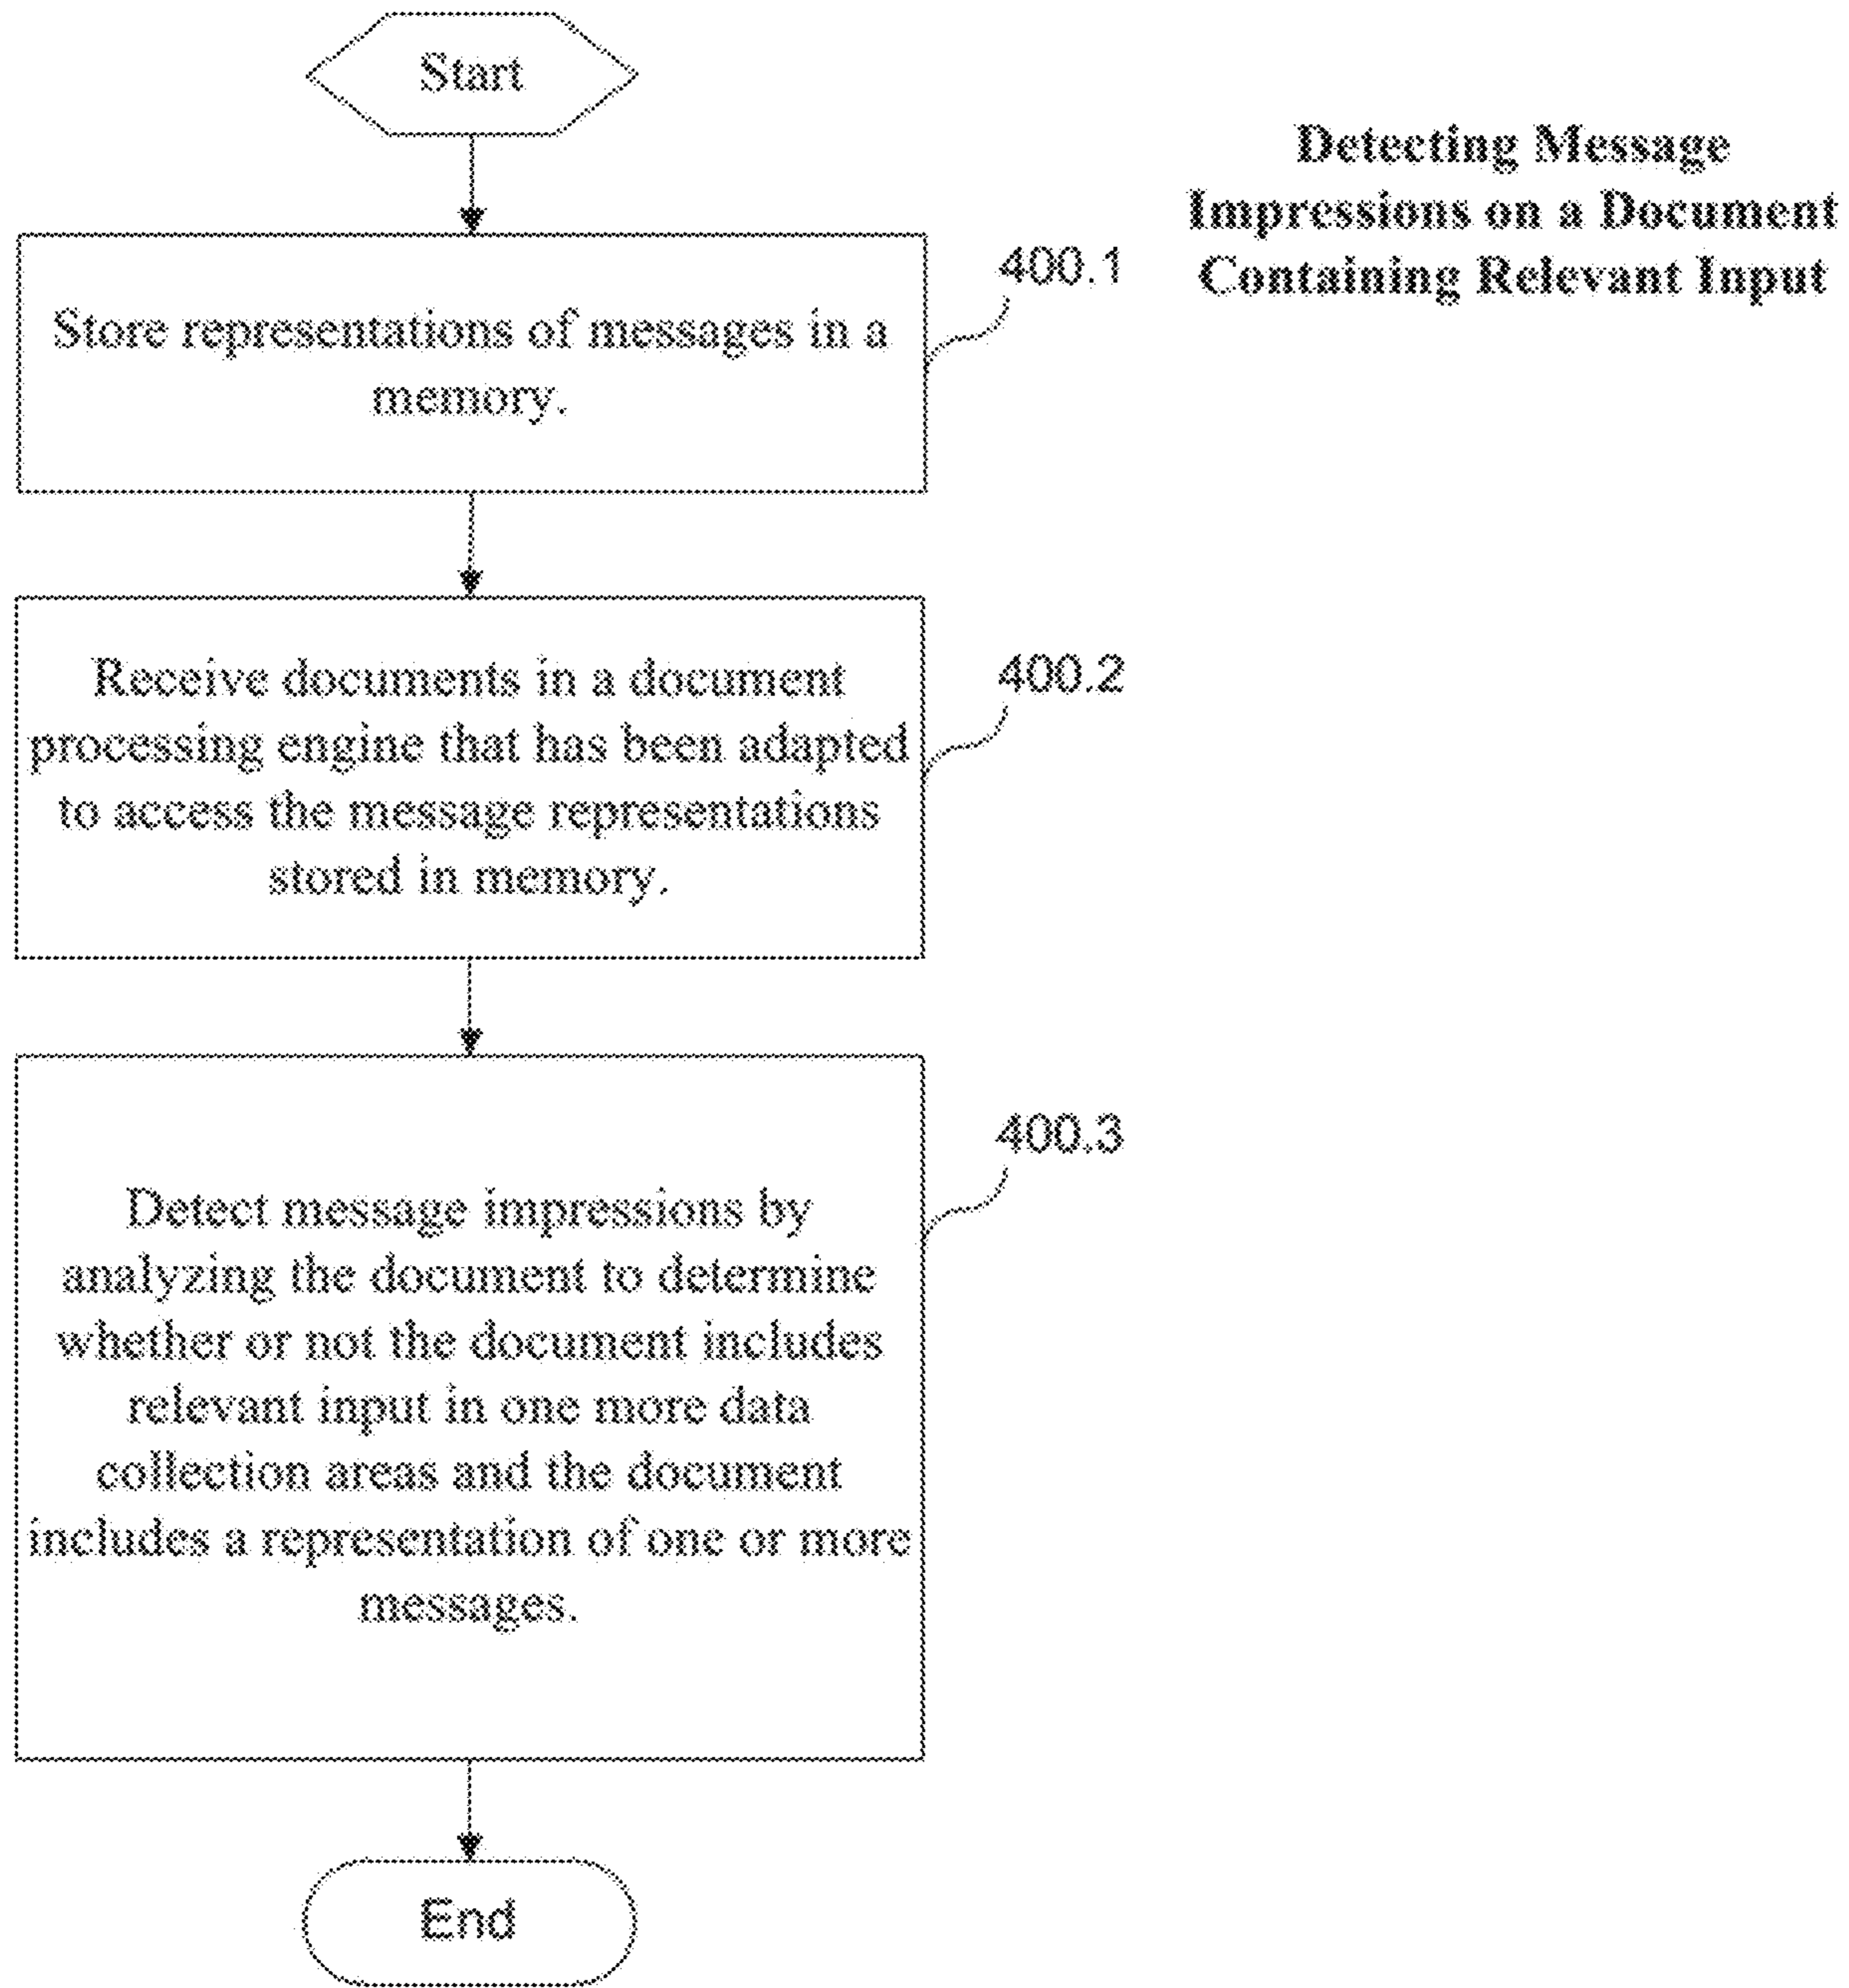 Start
Detecting Message
Impressions on a Document
Containing Relevant Input
400.1
Store representations of messages in a
memory.
400.2
Receive documents in a document
processing engine that has been adapted
to access the message representations
stored in memory.
400.3
Detect message impressions by
analyzing the document to determine
whether or not the document includes
relevant input in one more data
collection areas and the document
includes a representation of one or more
messages.
End